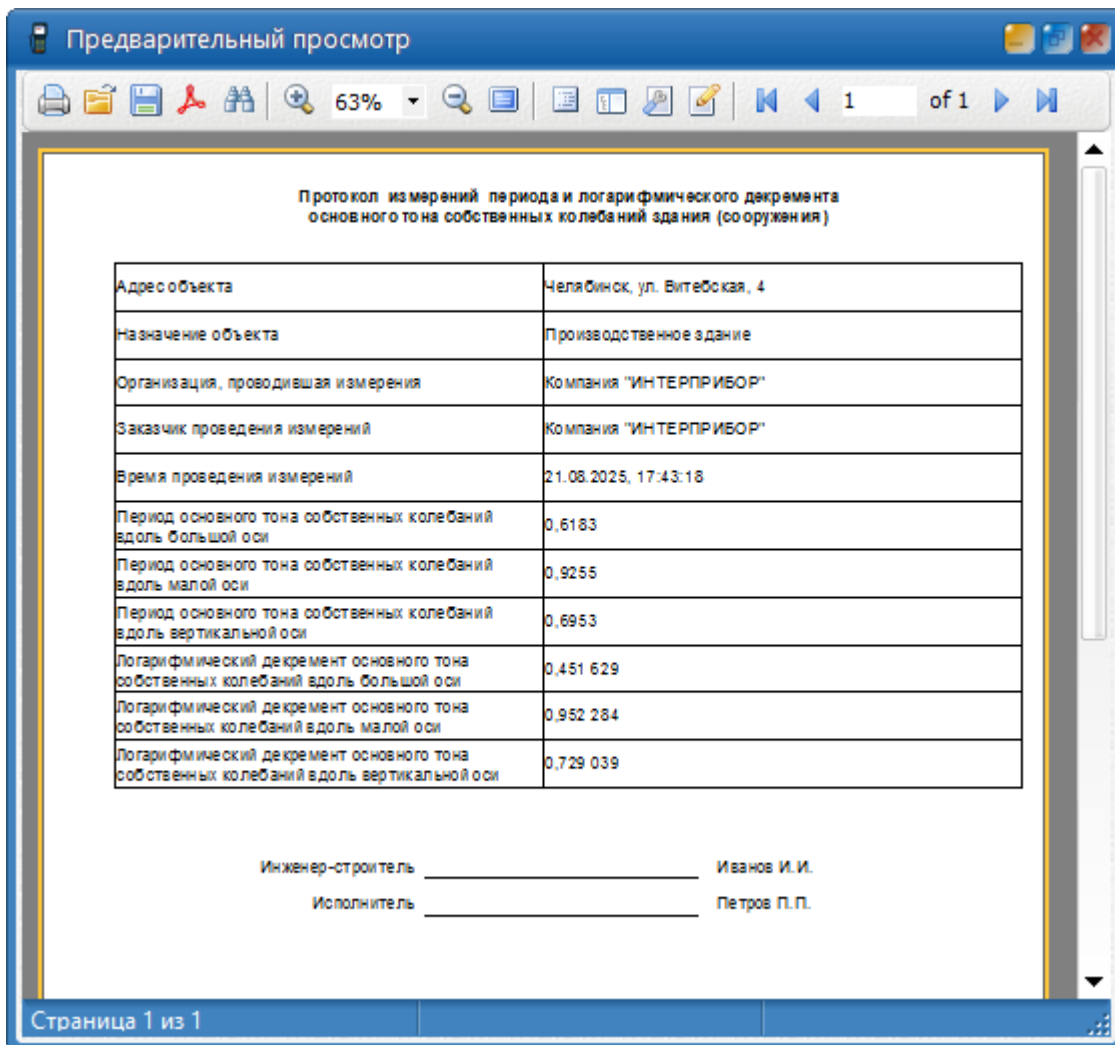 Предварительный просмотр
63%
1
of 1
Протокол измерений периода и логарифмического декремента
основного тона собственных колебаний здания (сооружения)
Адрес объекта
Челябинск, ул. Витебская, 4
Назначение объекта
Производственное здание
Организация, проводившая измерения
Компания "ИНТЕРПРИБОР"
Заказчик проведения измерений
Компания "ИНТЕРПРИБОР"
Время проведения измерений
21.08.2025, 17:43:18
Период основного тона собственных колебаний
вдоль большой оси
0,6183
Период основного тона собственных колебаний
вдоль малой оси
0,9255
Период основного тона собственных колебаний
вдоль вертикальной оси
0,6953
Логарифмический декремент основного тона
собственных колебаний вдоль большой оси
0,451 629
Логарифмический декремент основного тона
собственных колебаний вдоль малой оси
0,952 284
Логарифмический декремент основного тона
собственных колебаний вдоль вертикальной оси
0,729 039
Инженер-строитель
Иванов И.И.
Исполнитель
Петров П.П.
Страница 1 из 1